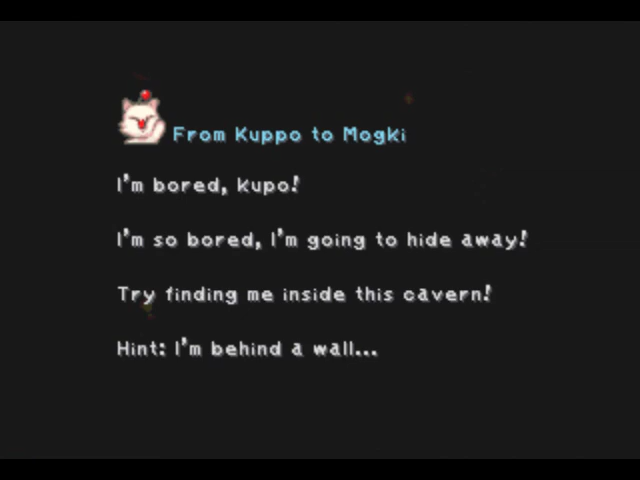 From Kuppo to Mogki
I'm bored, kupo!
I'm so bored, I'm going to hide away!
Try finding me inside this cavern!
Hint: I'm behind a wall...